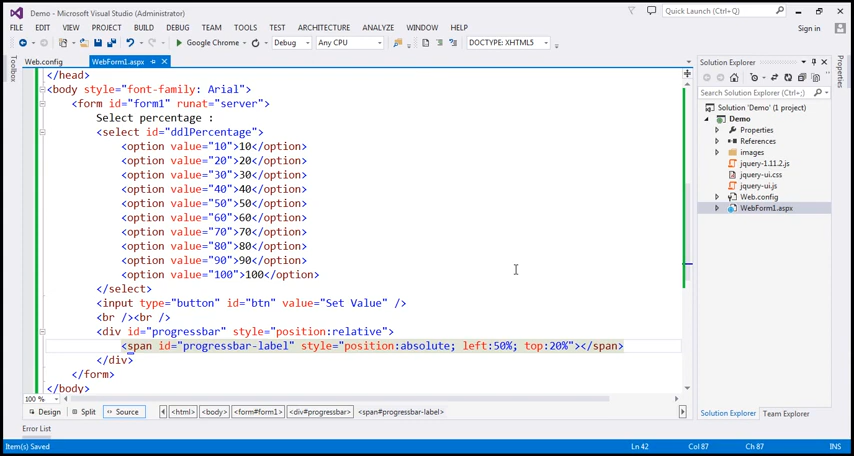 Demo - Microsoft Visual Studio (Administrator)
Quick Launch (Ctrl+Q)
FILE EDIT VIEW PROJECT BUILD DEBUG TEAM TOOLS TEST ARCHITECTURE ANALYZE WINDOW HELP
Sign in
Google Chrome Debug Any CPU DOCTYPE: XHTML5
Toolbox
Web.config WebForm1.aspx
</head>
<body style="font-family: Arial">
<form id="form1" runat="server">
Select percentage :
<select id="ddlPercentage">
<option value="10">10</option>
<option value="20">20</option>
<option value="30">30</option>
<option value="40">40</option>
<option value="50">50</option>
<option value="60">60</option>
<option value="70">70</option>
<option value="80">80</option>
<option value="90">90</option>
<option value="100">100</option>
</select>
<input type="button" id="btn" value="Set Value" />
<br /><br />
<div id="progressbar" style="position:relative">
<span id="progressbar-label" style="position:absolute; left:50%; top:20%"></span>
</div>
</form>
</body>
100 %
Design Split Source <html> <body> <form#form1> <div#progressbar> <span#progressbar-label>
Error List
Solution Explorer
Search Solution Explorer (Ctrl+;)
Solution 'Demo' (1 project)
Demo
Properties
References
images
jquery-1.11.2.js
jquery-ui.css
jquery-ui.js
Web.config
WebForm1.aspx
Solution Explorer Team Explorer
Properties
Item(s) Saved Ln 42 Col 87 Ch 87 INS